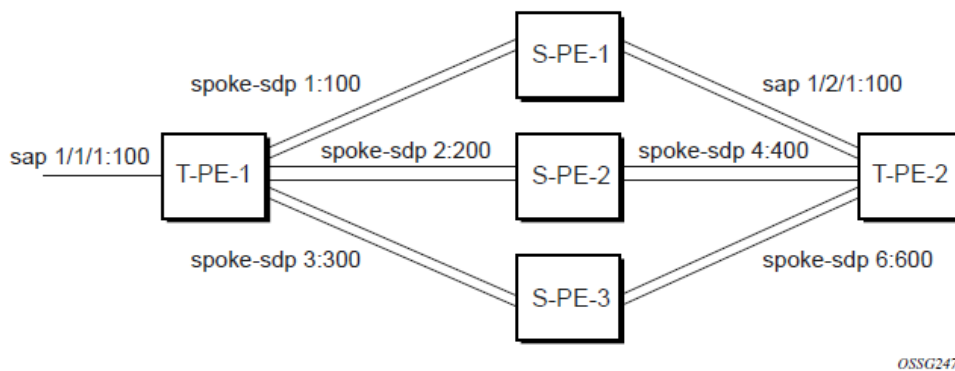 S-PE-1
spoke-sdp 1:100
sap 1/2/1:100
sap 1/1/1:100
T-PE-1
spoke-sdp 2:200
S-PE-2
spoke-sdp 4:400
T-PE-2
spoke-sdp 3:300
S-PE-3
spoke-sdp 6:600
OSSG247